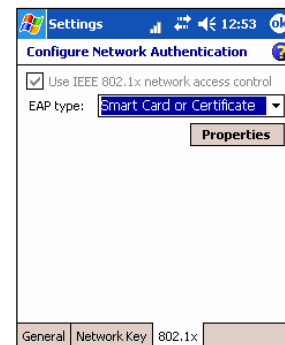 Settings 12:53 ok
Configure Network Authentication ?
Use IEEE 802.1x network access control
EAP type: Smart Card or Certificate
Properties
General Network Key 802.1x